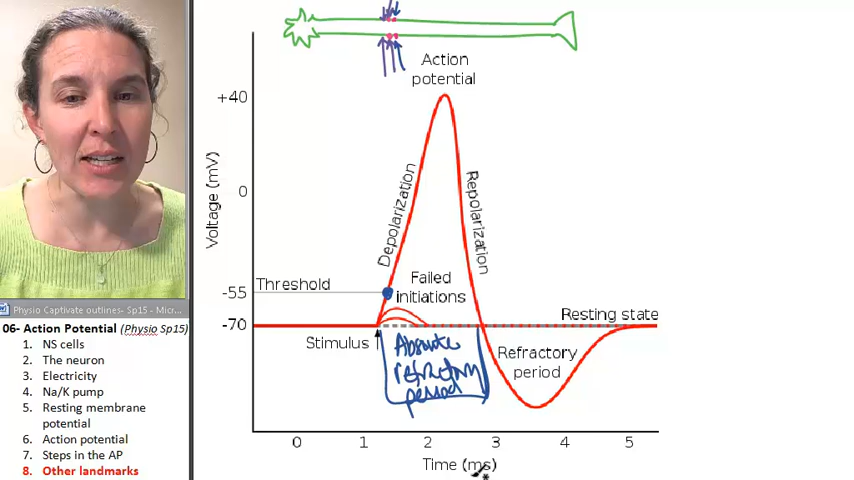 Action
potential
+40
0
-55
-70
Voltage (mV)
Depolarization
Repolarization
Threshold
Failed
initiations
Resting state
Stimulus
Absolute
refractory
period
Refractory
period
0 1 2 3 4 5
Time (ms)
Physio Captivate outlines- Sp15 - Micr...
06- Action Potential (Physio Sp15)
1. NS cells
2. The neuron
3. Electricity
4. Na/K pump
5. Resting membrane
potential
6. Action potential
7. Steps in the AP
8. Other landmarks